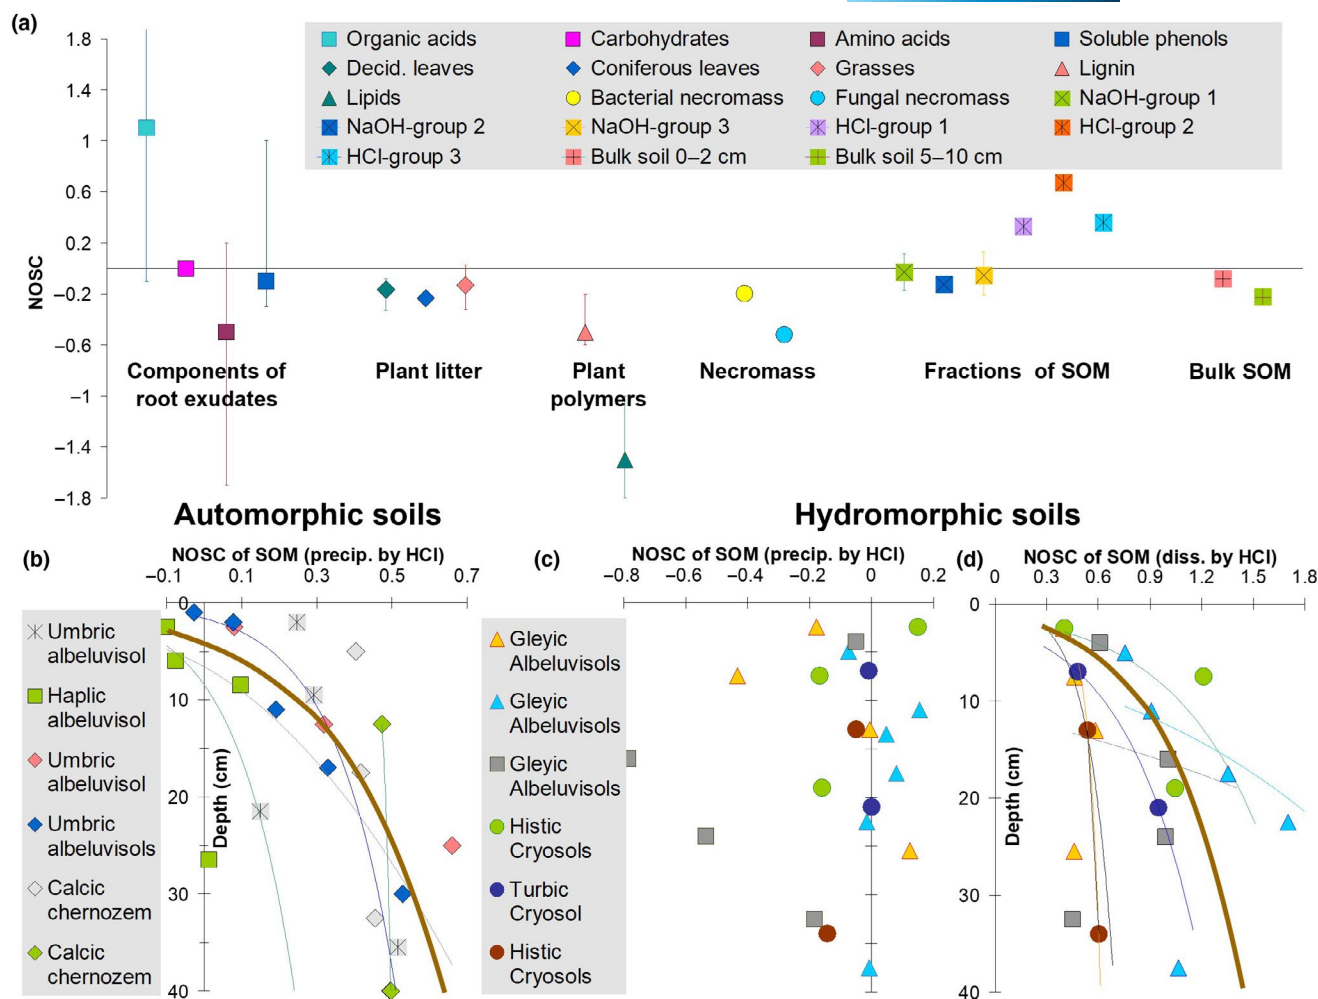 (a)
1.8
1.4
1
0.6
0.2
−0.2
−0.6
−1
−1.4
−1.8
NOSC
Organic acids Carbohydrates Amino acids Soluble phenols
Decid. leaves Coniferous leaves Grasses Lignin
Lipids Bacterial necromass Fungal necromass NaOH-group 1
NaOH-group 2 NaOH-group 3 HCl-group 1 HCl-group 2
HCl-group 3 Bulk soil 0–2 cm Bulk soil 5–10 cm
Components of
root exudates
Plant litter
Plant
polymers
Necromass
Fractions of SOM
Bulk SOM
Automorphic soils
Hydromorphic soils
(b)
NOSC of SOM (precip. by HCl)
−0.1 0.1 0.3 0.5 0.7
0
10
20
30
40
Depth (cm)
Umbric
albeluvisol
Haplic
albeluvisol
Umbric
albeluvisol
Umbric
albeluvisols
Calcic
chernozem
Calcic
chernozem
(c)
NOSC of SOM (precip. by HCl)
−0.8 −0.6 −0.4 −0.2 0 0.2
Gleyic
Albeluvisols
Gleyic
Albeluvisols
Gleyic
Albeluvisols
Histic
Cryosols
Turbic
Cryosol
Histic
Cryosols
(d)
NOSC of SOM (diss. by HCl)
0 0.3 0.6 0.9 1.2 1.5 1.8
0
10
20
30
40
Depth (cm)